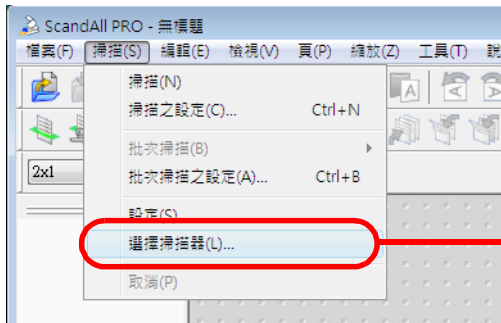 ScandAll PRO - 無標題
檔案(F) 掃描(S) 編輯(E) 檢視(V) 頁(P) 縮放(Z) 工具(T) 說
掃描(N)
掃描之設定(C)... Ctrl+N
批次掃描(B)
批次掃描之設定(A)... Ctrl+B
2x1
設定(S)
選擇掃描器(L)...
取消(P)